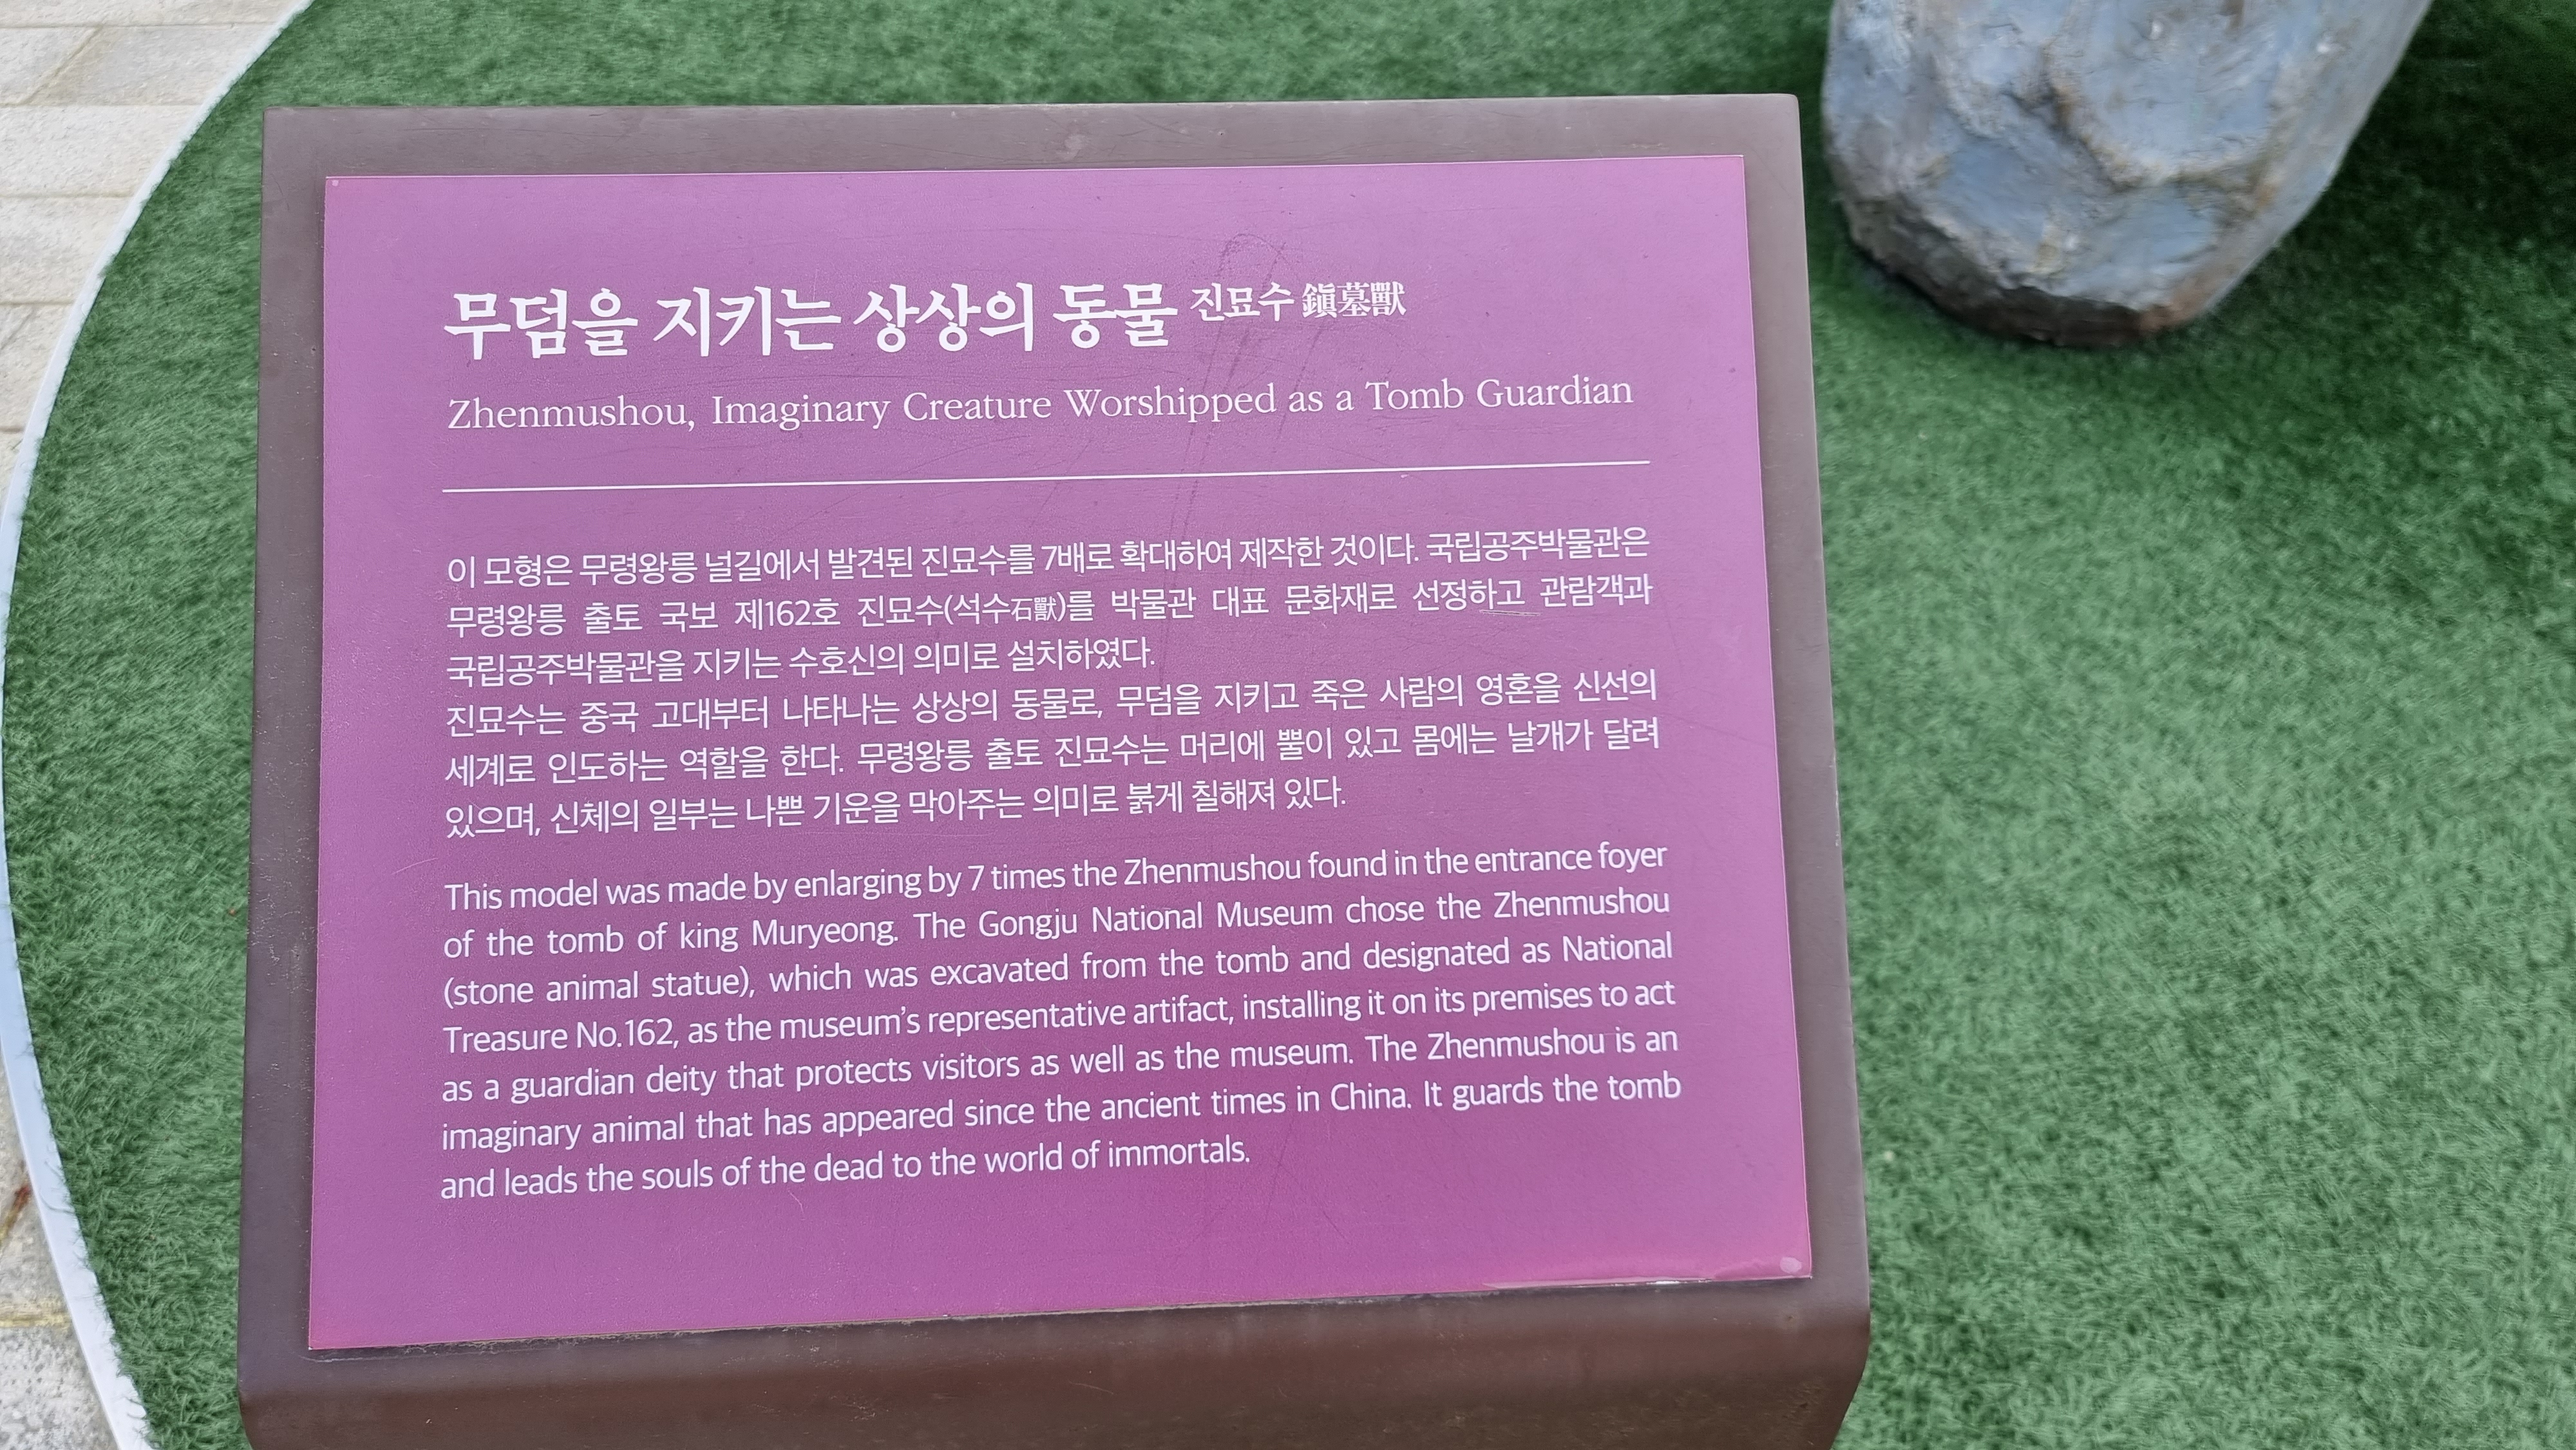 무덤을 지키는 상상의 동물 진묘수 鎭墓獸
Zhenmushou, Imaginary Creature Worshipped as a Tomb Guardian
이 모형은 무령왕릉 널길에서 발견된 진묘수를 7배로 확대하여 제작한 것이다. 국립공주박물관은
무령왕릉 출토 국보 제162호 진묘수(석수石獸)를 박물관 대표 문화재로 선정하고 관람객과
국립공주박물관을 지키는 수호신의 의미로 설치하였다.
진묘수는 중국 고대부터 나타나는 상상의 동물로, 무덤을 지키고 죽은 사람의 영혼을 신선의
세계로 인도하는 역할을 한다. 무령왕릉 출토 진묘수는 머리에 뿔이 있고 몸에는 날개가 달려
있으며, 신체의 일부는 나쁜 기운을 막아주는 의미로 붉게 칠해져 있다.
This model was made by enlarging by 7 times the Zhenmushou found in the entrance foyer
of the tomb of king Muryeong. The Gongju National Museum chose the Zhenmushou
(stone animal statue), which was excavated from the tomb and designated as National
Treasure No.162, as the museum's representative artifact, installing it on its premises to act
as a guardian deity that protects visitors as well as the museum. The Zhenmushou is an
imaginary animal that has appeared since the ancient times in China. It guards the tomb
and leads the souls of the dead to the world of immortals.